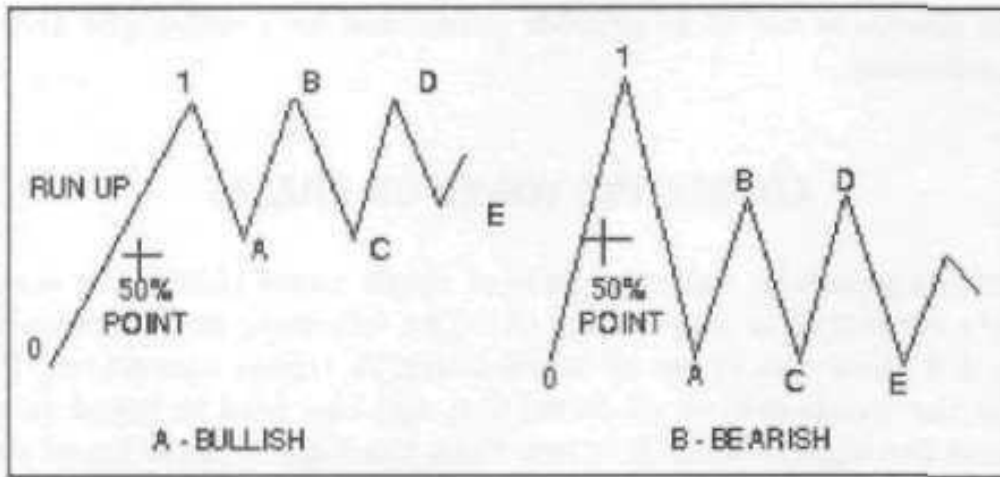 1 B D
RUN UP
A C E
50%
POINT
0
A - BULLISH
1
B D
50%
POINT
0 A C E
B - BEARISH